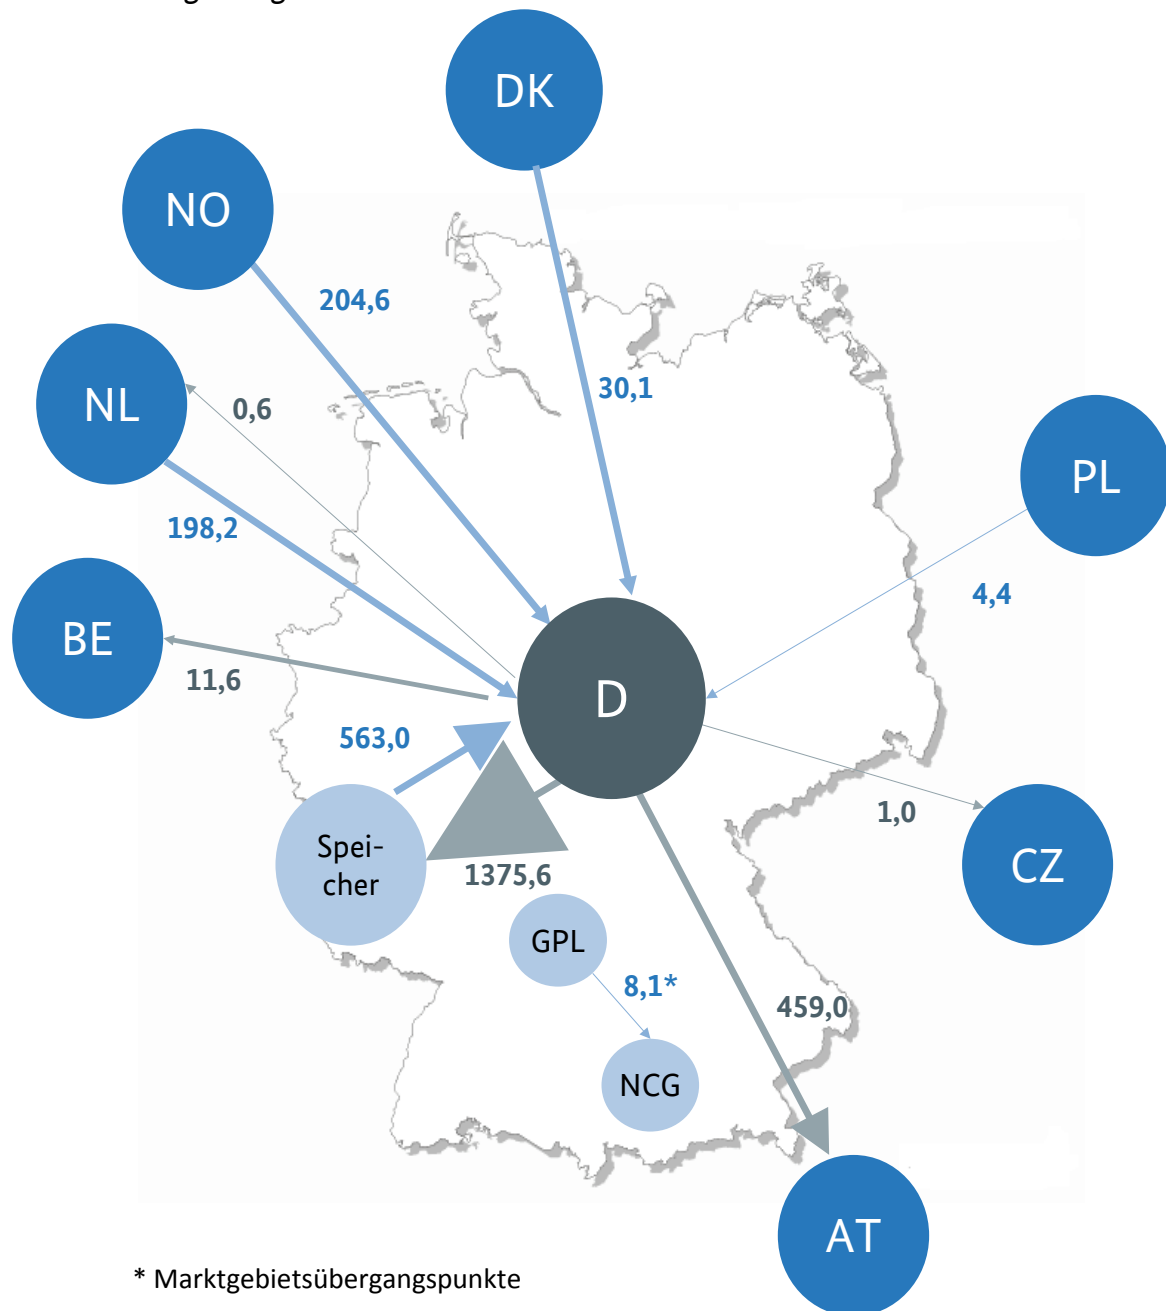 DK
NO
204,6
NL
0,6
30,1
PL
198,2
4,4
BE
11,6
D
563,0
1,0
Spei-
cher
1375,6
CZ
GPL
8,1*
459,0
NCG
AT
* Marktgebietsübergangspunkte